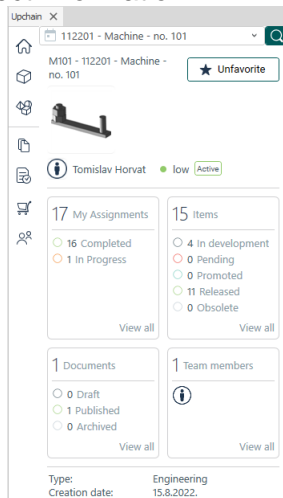 Upchain
112201 - Machine - no. 101
M101 - 112201 - Machine -
no. 101
Unfavorite
Tomislav Horvat low Active
17 My Assignments
16 Completed
1 In Progress
View all
15 Items
4 In development
0 Pending
0 Promoted
11 Released
0 Obsolete
View all
1 Documents
0 Draft
1 Published
0 Archived
View all
1 Team members
View all
Type: Engineering
Creation date: 15.8.2022.